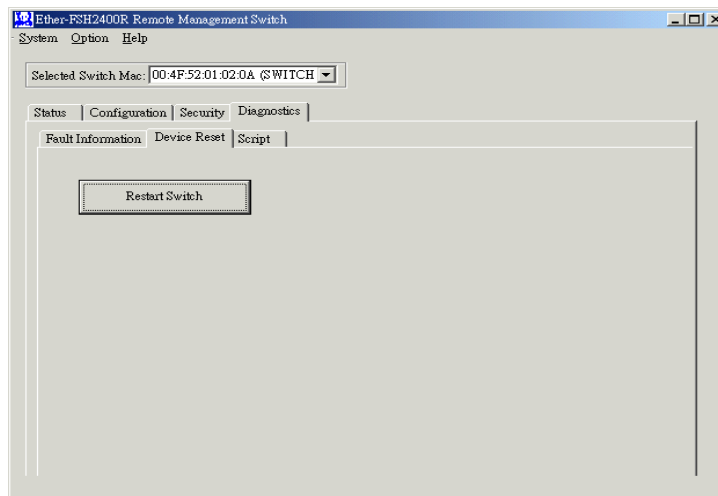 Ether-FSH2400R Remote Management Switch
System Option Help
Selected Switch Mac: 00:4F:52:01:02:0A (SWITCH
Status Configuration Security Diagnostics
Fault Information Device Reset Script
Restart Switch